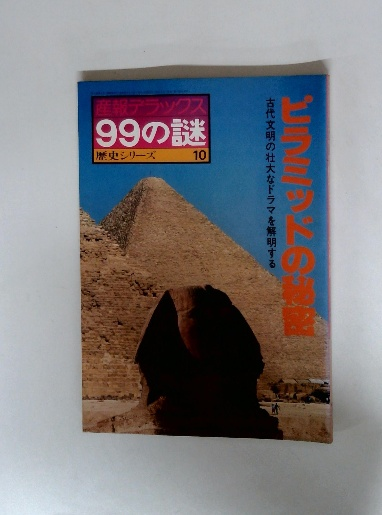 産報デラックス
99の謎
歴史シリーズ 10
ピラミッドの秘密
古代文明の壮大なドラマを解明する